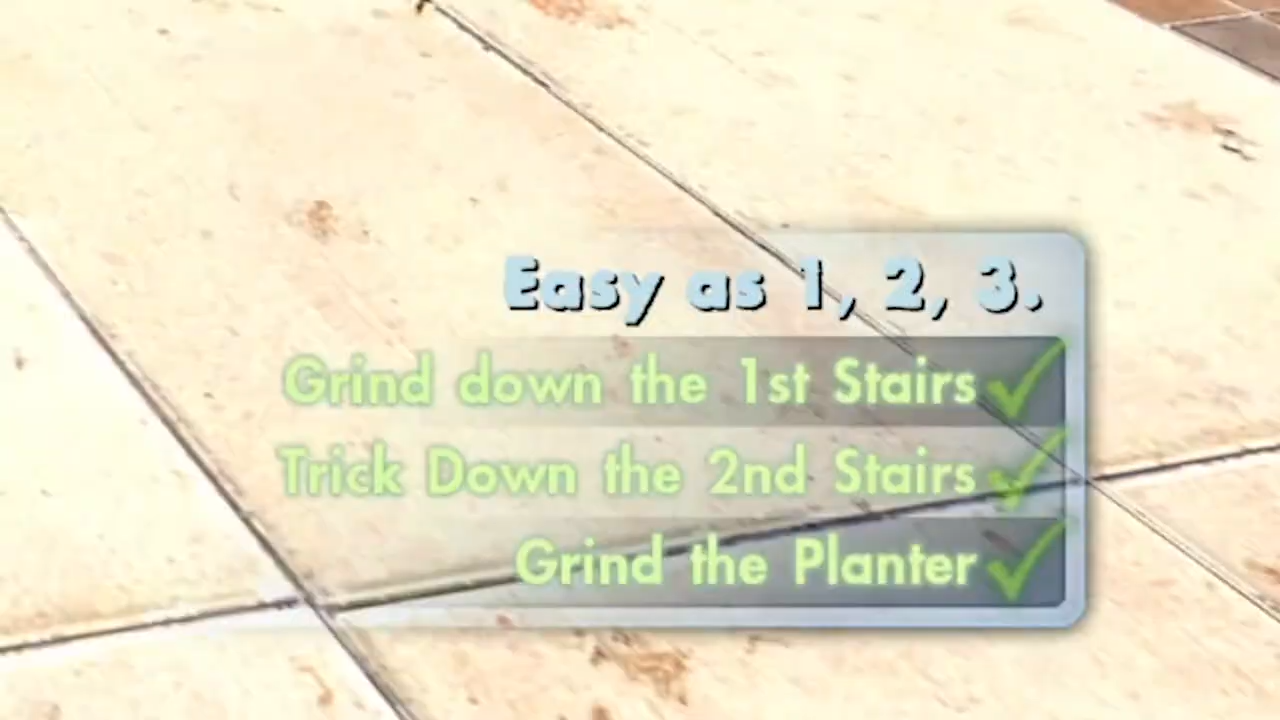 Easy as 1, 2, 3.
Grind down the 1st Stairs
Trick Down the 2nd Stairs
Grind the Planter